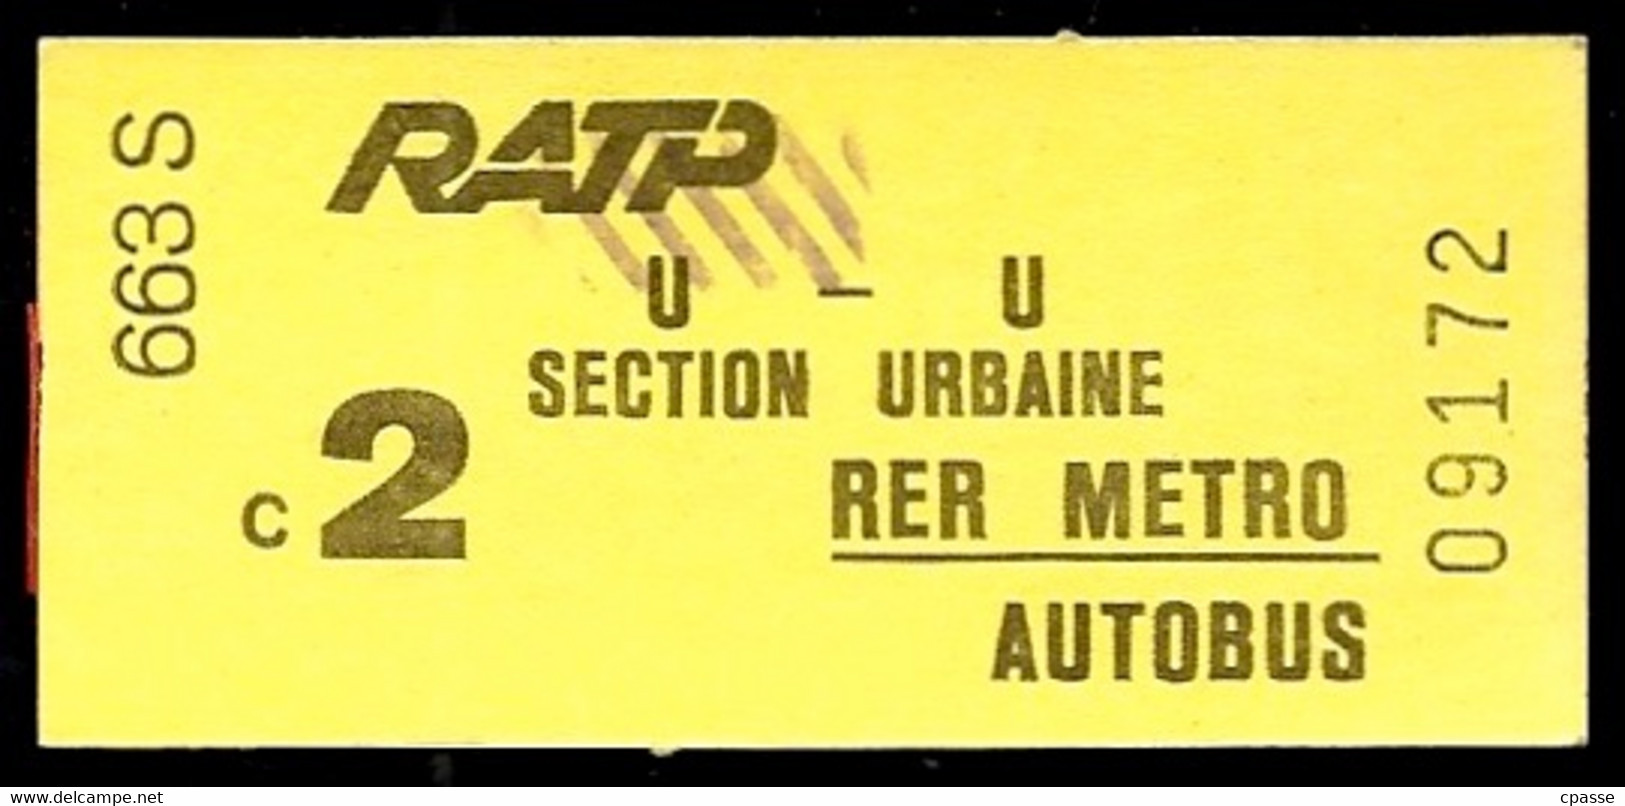 663 S
RATP
U – U
SECTION URBAINE
C 2
RER METRO
AUTOBUS
09172
www.delcampe.net
cpasse